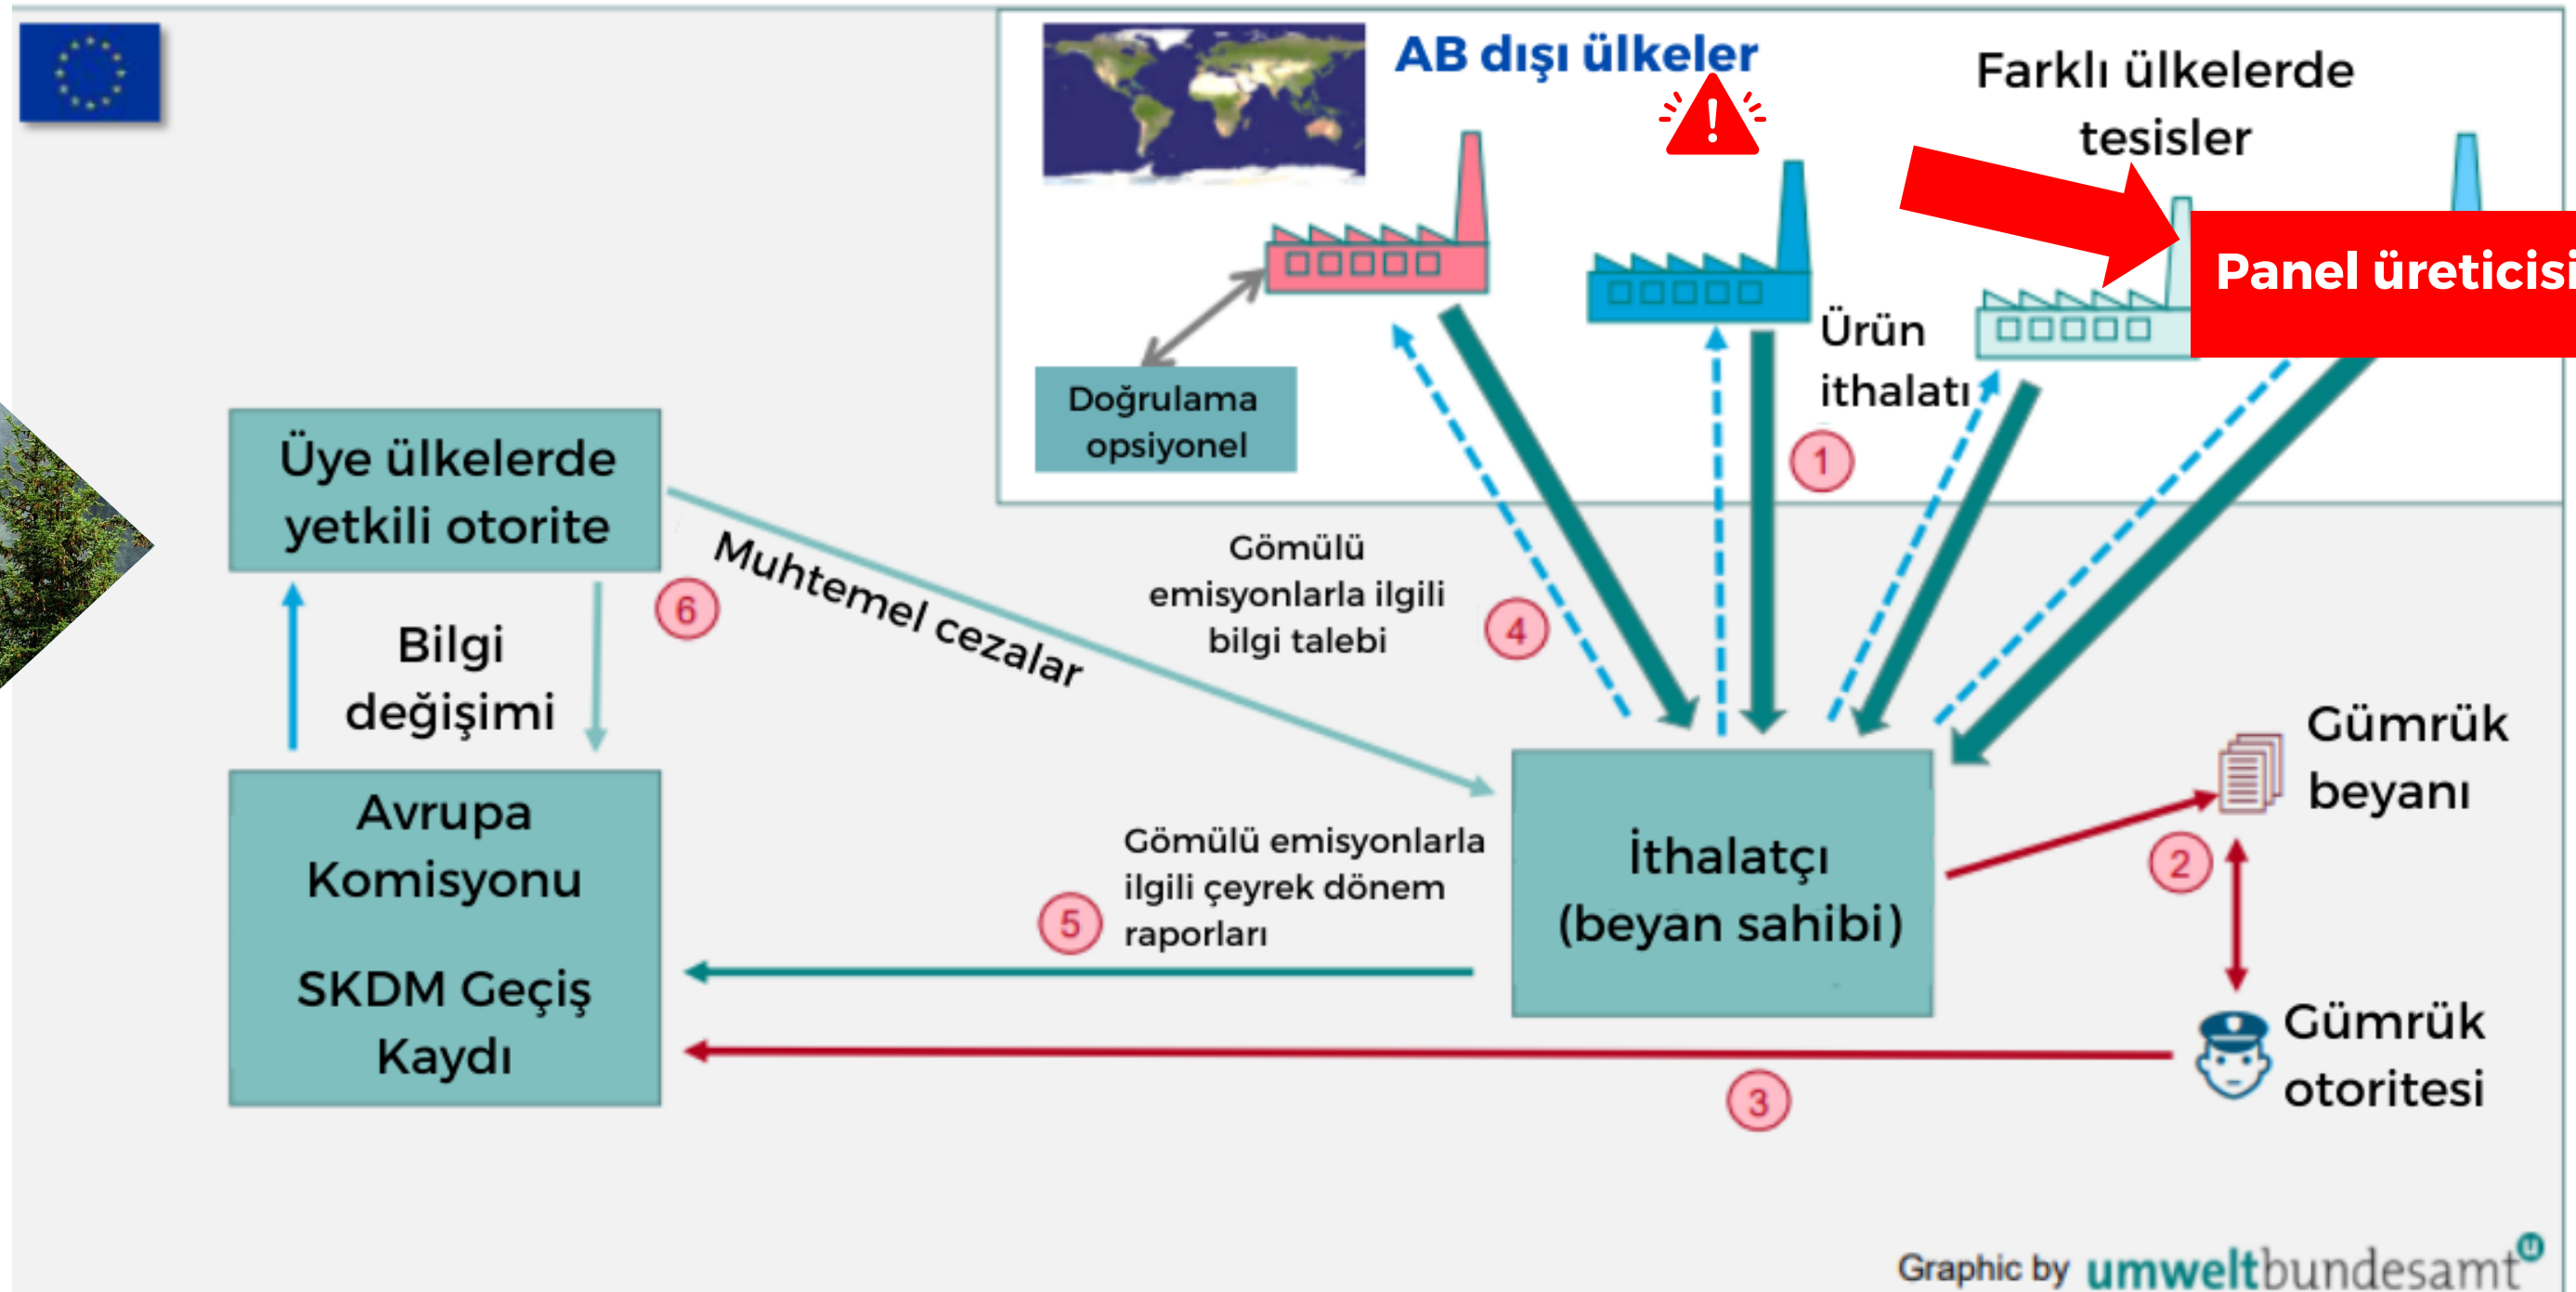 AB dışı ülkeler
Farklı ülkelerde
tesisler
Panel üreticisi
Ürün
ithalatı
1
Doğrulama
opsiyonel
Üye ülkelerde
yetkili otorite
6
Muhtemel cezalar
Gömülü
emisyonlarla ilgili
bilgi talebi
4
Bilgi
değişimi
Avrupa
Komisyonu
SKDM Geçiş
Kaydı
5
Gömülü emisyonlarla
ilgili çeyrek dönem
raporları
İthalatçı
(beyan sahibi)
Gümrük
beyanı
2
Gümrük
otoritesi
3
Graphic by umweltbundesamt